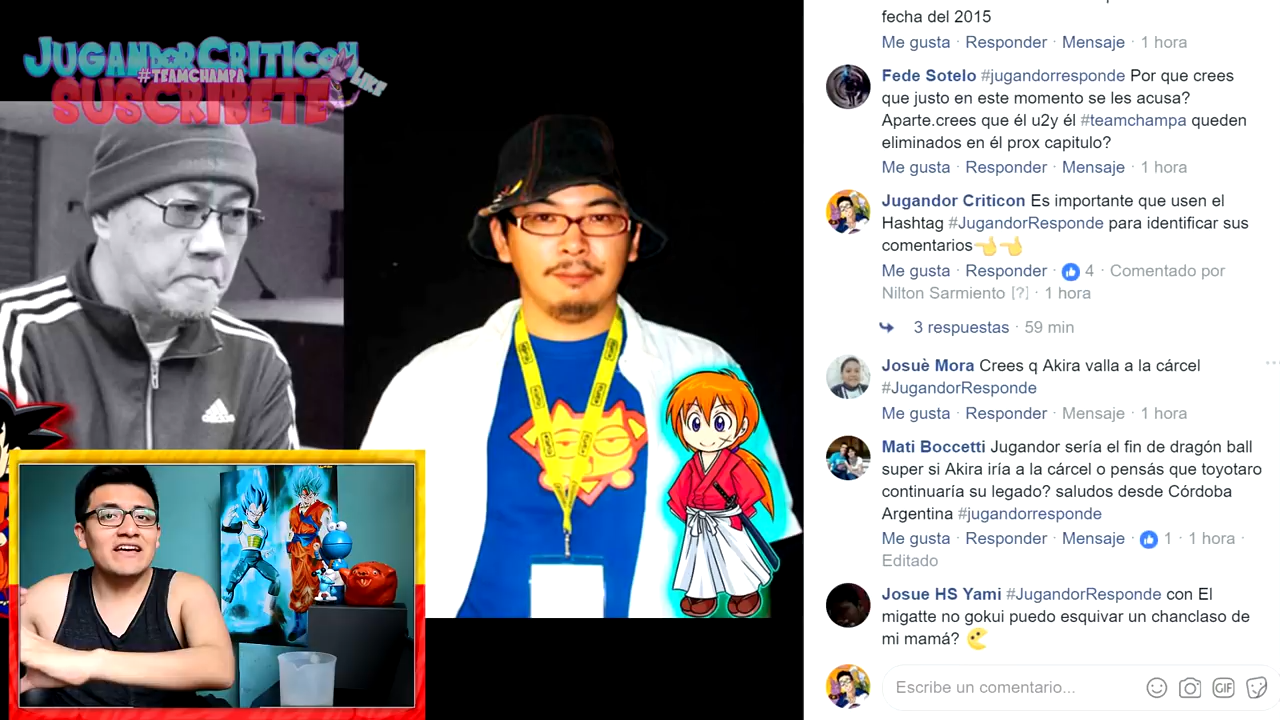 JUGANDORCRITICON
#TEAMCHAMPA
LIKE
SUSCRIBETE
adidas
fecha del 2015
Me gusta · Responder · Mensaje · 1 hora
Fede Sotelo #jugandorresponde Por que crees
que justo en este momento se les acusa?
Aparte.crees que él u2y él #teamchampa queden
eliminados en él prox capitulo?
Me gusta · Responder · Mensaje · 1 hora
Jugandor Criticon Es importante que usen el
Hashtag #JugandorResponde para identificar sus
comentarios👈👈
Me gusta · Responder · 4 · Comentado por
Nilton Sarmiento [?] · 1 hora
3 respuestas · 59 min
Josuè Mora Crees q Akira valla a la cárcel
#JugandorResponde
Me gusta · Responder · Mensaje · 1 hora
Mati Boccetti Jugandor sería el fin de dragón ball
super si Akira iría a la cárcel o pensás que toyotaro
continuaría su legado? saludos desde Córdoba
Argentina #jugandorresponde
Me gusta · Responder · Mensaje · 1 · 1 hora ·
Editado
Josue HS Yami #JugandorResponde con El
migatte no gokui puedo esquivar un chanclaso de
mi mamá?
Escribe un comentario...
GIF